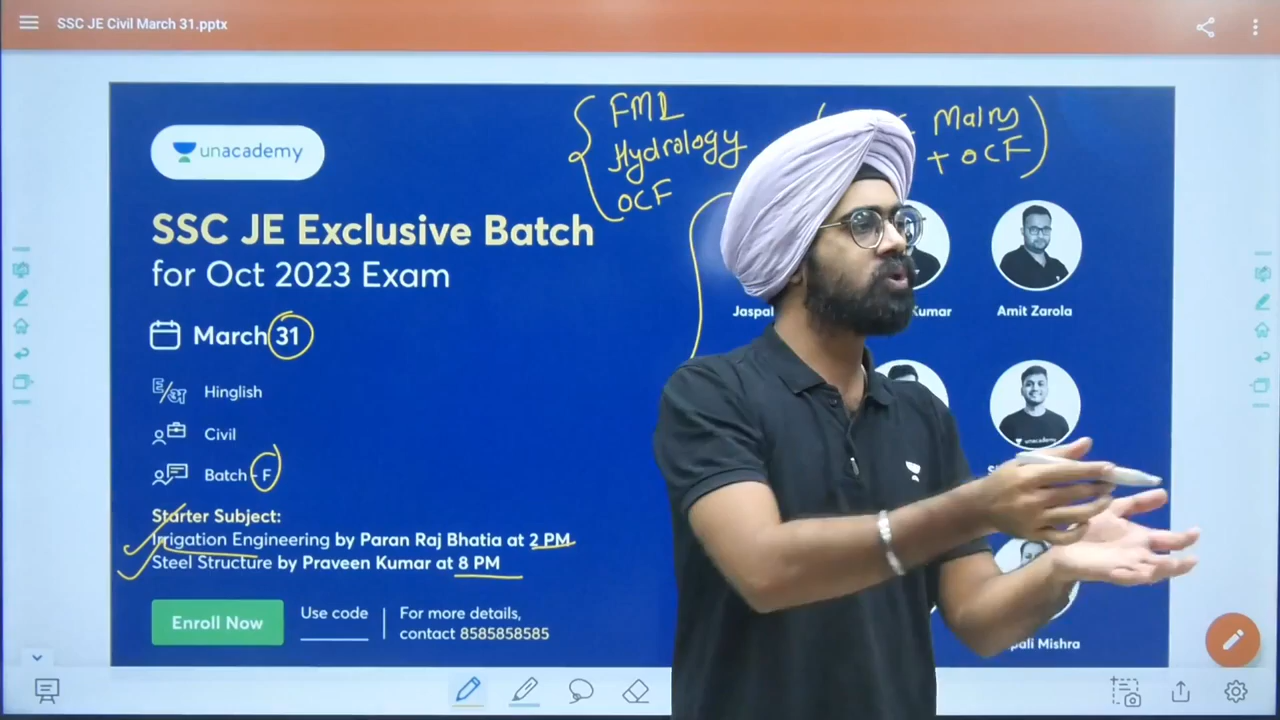 SSC JE Civil March 31.pptx
FML
Hydrology
OCF
Malry
+ OCF
unacademy
SSC JE Exclusive Batch
for Oct 2023 Exam
March 31
Hinglish
Civil
Batch - F
Starter Subject:
Irrigation Engineering by Paran Raj Bhatia at 2 PM
Steel Structure by Praveen Kumar at 8 PM
Enroll Now
Use code
For more details,
contact 8585858585
Jaspal
Kumar
Amit Zarola
unacademy
Mishra